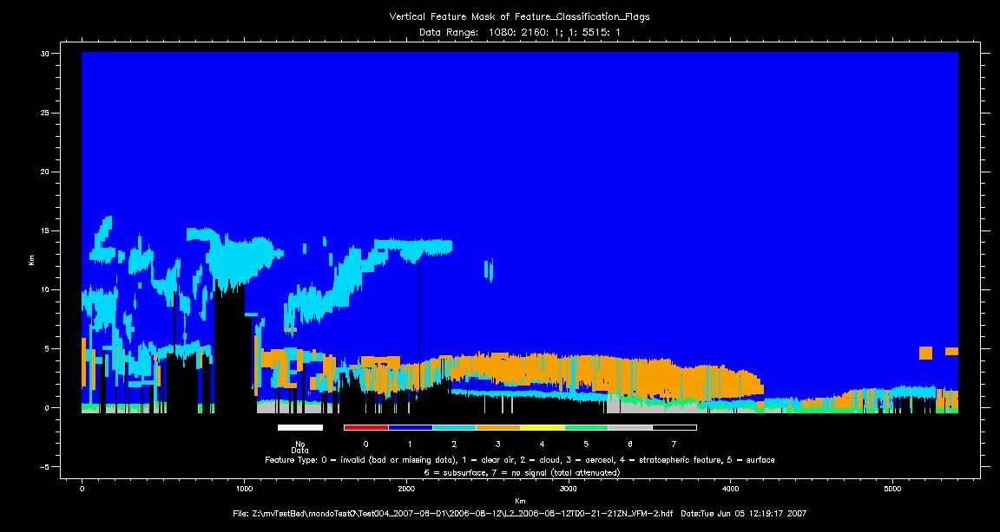 Vertical Feature Mask of Feature_Classification_Flags
Data Range: 1080: 2160: 1; 1: 5515: 1
30
25
20
15
Km
10
5
0
-5
No Data
0 1 2 3 4 5 6 7
Feature Type: 0 - invalid (bad or missing data), 1 - clear air, 2 - cloud, 3 - aerosol, 4 - stratospheric feature, 5 - surface
6 = subsurface, 7 = no signal (total attenuated)
0 1000 2000 3000 4000 5000
Km
File: Z:\mvTestBed\mondoTest0\Test004_2007-06-01\2006-08-12\L2_2006-08-12T00-21-21ZN_VFM-2.hdf Date:Tue Jun 05 12:19:17 2007